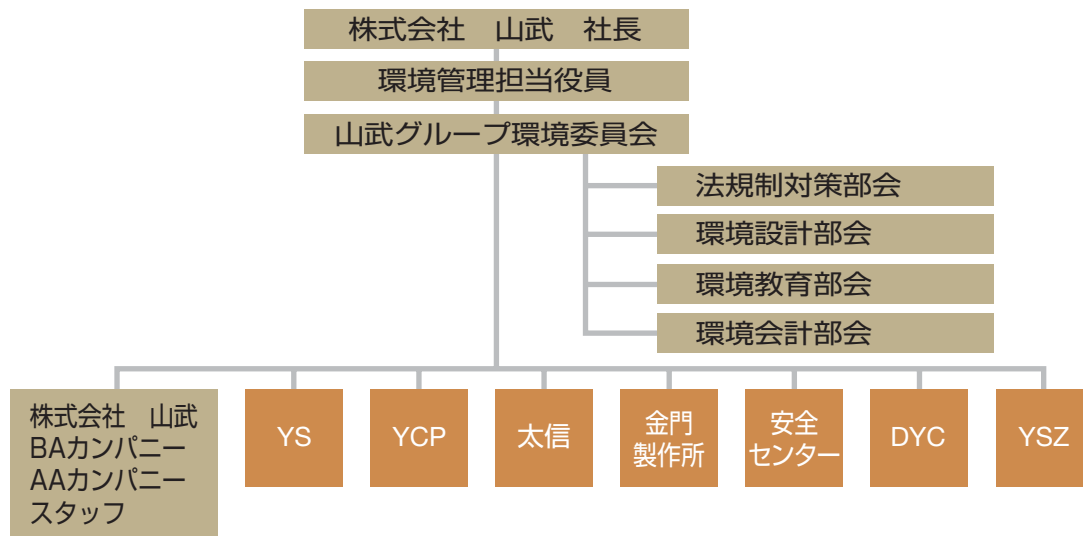 株式会社　山武　社長
環境管理担当役員
山武グループ環境委員会
法規制対策部会
環境設計部会
環境教育部会
環境会計部会
株式会社　山武
BAカンパニー
AAカンパニー
スタッフ
YS
YCP
太信
金門
製作所
安全
センター
DYC
YSZ